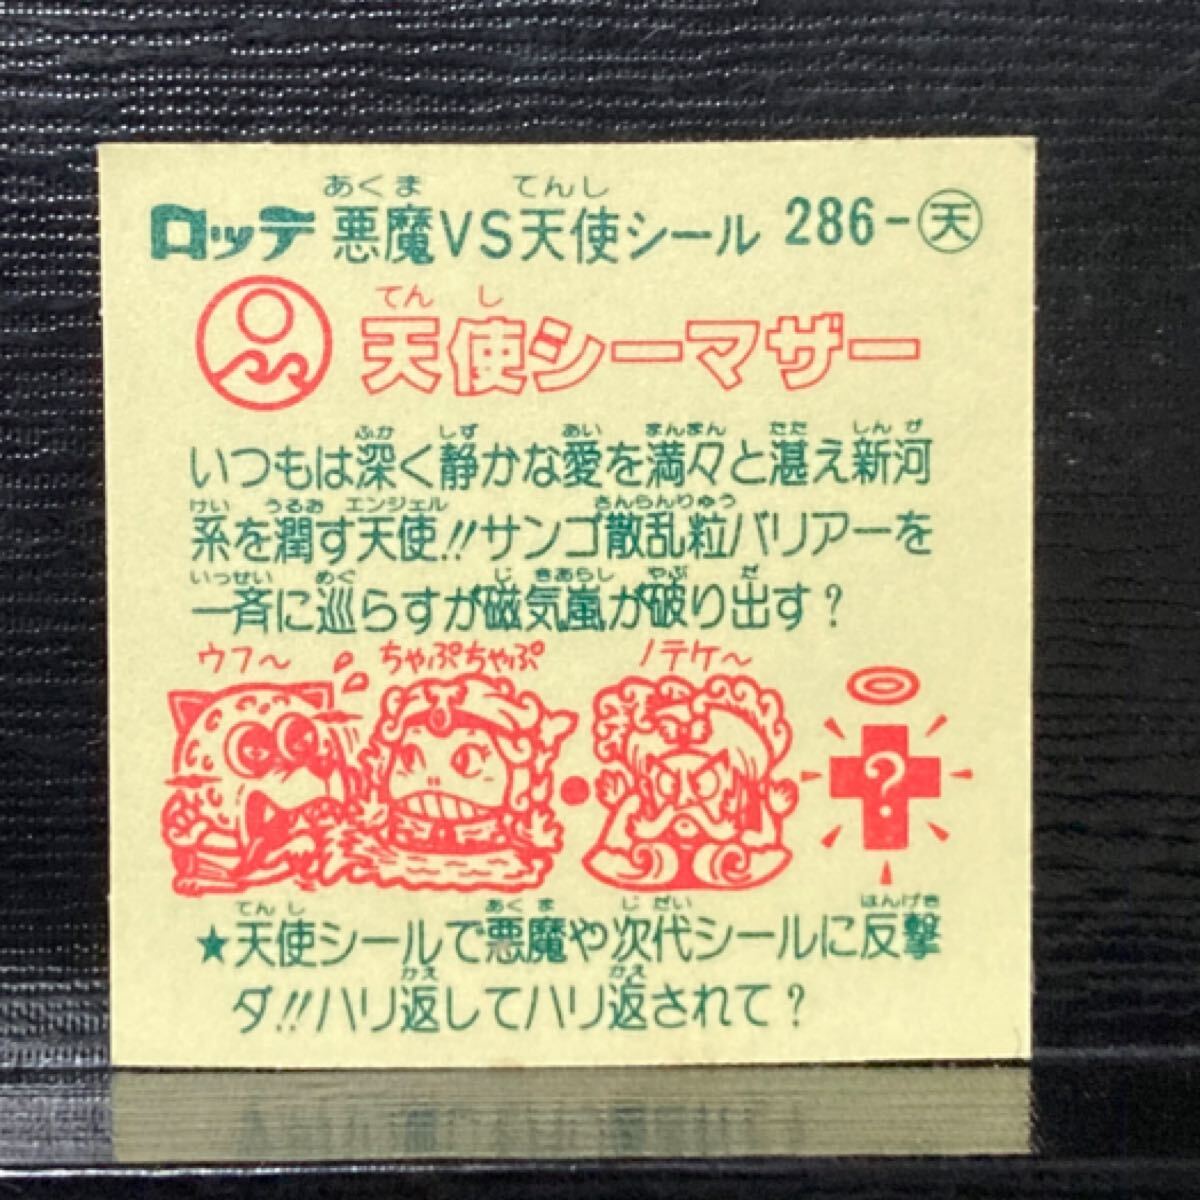 あくま てんし
ロッテ 悪魔VS天使シール 286-天
てん し
天使シーマザー
ふか しず あい まんまん たた しん が
いつもは深く静かな愛を満々と湛え新河
けい うるお エンジェル さんらんりゅう
系を潤す天使!!サンゴ散乱粒バリアーを
いっせい めぐ じ きあらし やぶ だ
一斉に巡らすが磁気嵐が破り出す?
ウフ〜 ちゃぷちゃぷ ノテケ〜
?
てん し あく ま じ だい はんげき
★天使シールで悪魔や次代シールに反撃
かえ かえ
ダ!!ハリ返してハリ返されて?